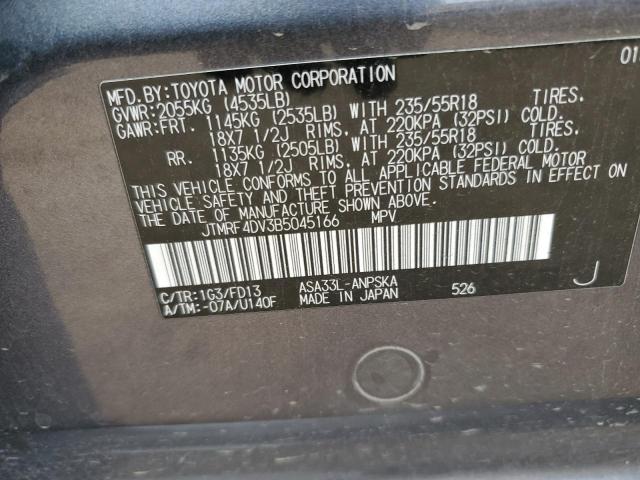 MFD.BY:TOYOTA MOTOR CORPORATION 01
GVWR:2055KG (4535LB)
GAWR:FRT. 1145KG (2535LB) WITH 235/55R18 TIRES.
18X7 1/2J RIMS. AT 220KPA (32PSI) COLD.
RR. 1135KG (2505LB) WITH 235/55R18 TIRES.
18X7 1/2J RIMS. AT 220KPA (32PSI) COLD.
THIS VEHICLE CONFORMS TO ALL APPLICABLE FEDERAL MOTOR
VEHICLE SAFETY AND THEFT PREVENTION STANDARDS IN EFFECT ON
THE DATE OF MANUFACTURE SHOWN ABOVE.
JTMRF4DV3B5045166 MPV
C/TR:1G3/FD13 ASA33L-ANPSKA
A/TM:-07A/U140F MADE IN JAPAN 526 J